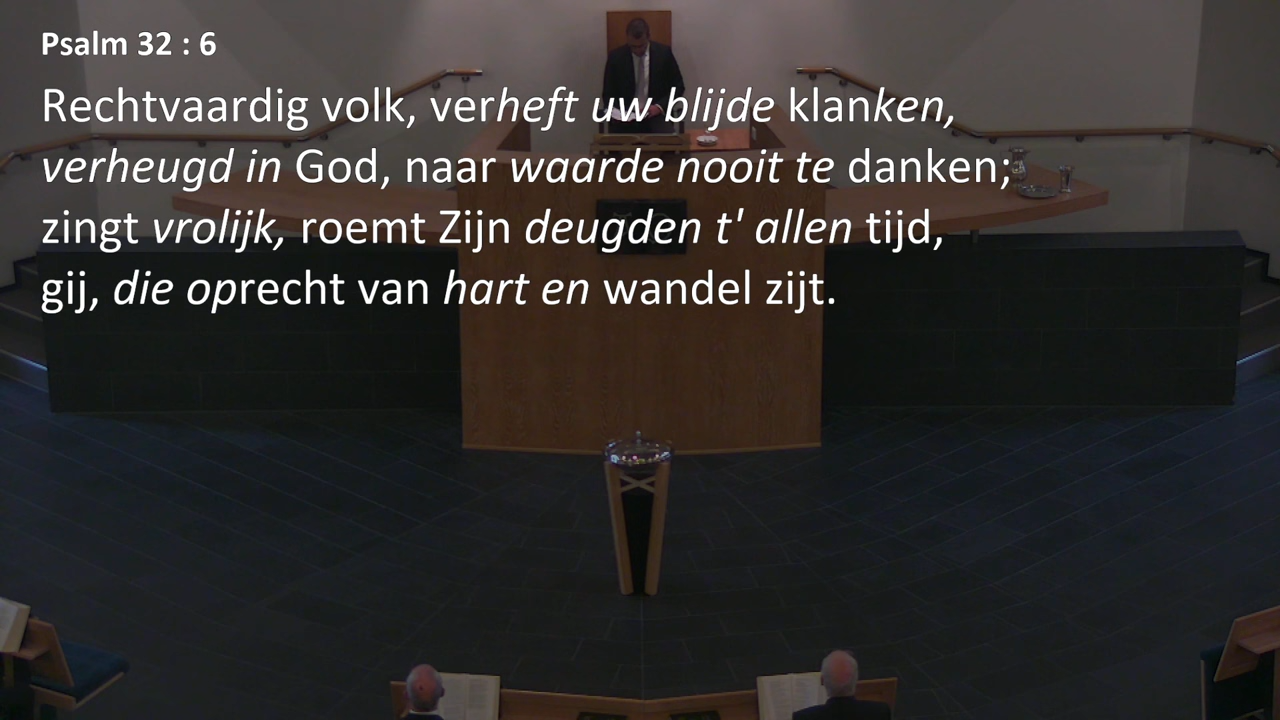 Psalm 32 : 6
Rechtvaardig volk, verheft uw blijde klanken,
verheugd in God, naar waarde nooit te danken;
zingt vrolijk, roemt Zijn deugden t' allen tijd,
gij, die oprecht van hart en wandel zijt.